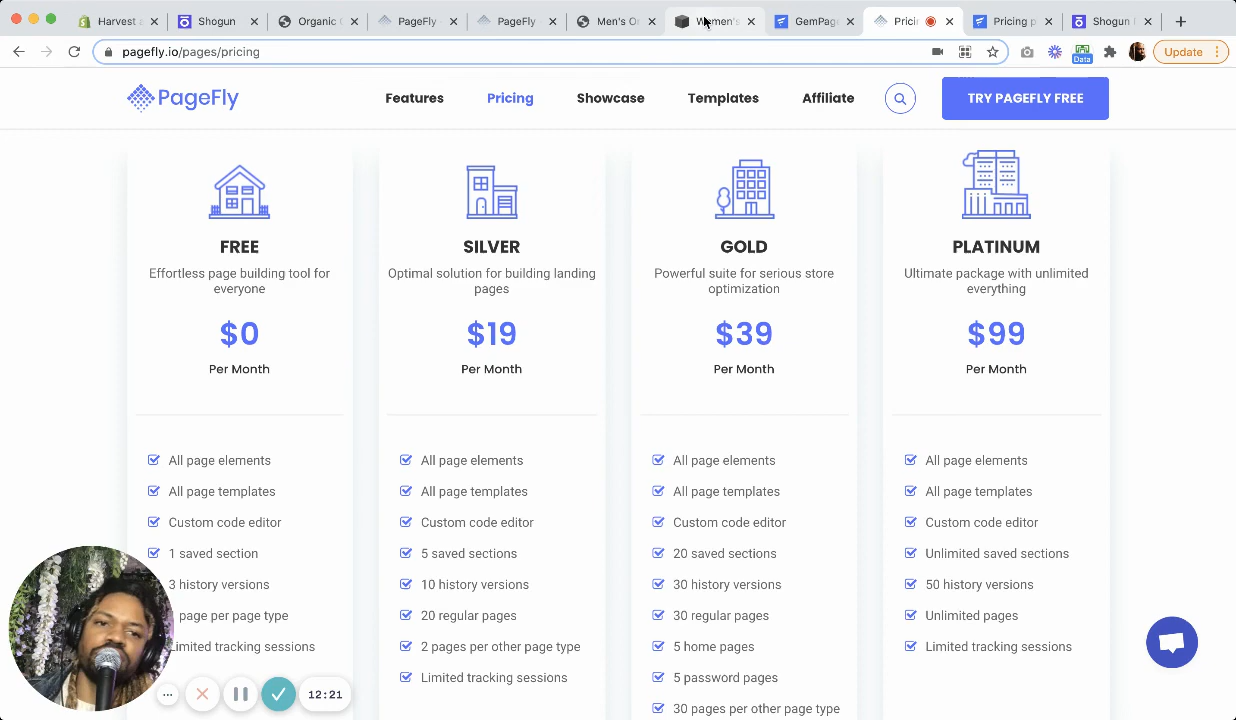 Harvest
Shogun
Organic
PageFly -
PageFly
Men's Or
Women's
GemPage
Pricin
Pricing p
Shogun
pagefly.io/pages/pricing
Data
Update
PageFly
Features
Pricing
Showcase
Templates
Affiliate
TRY PAGEFLY FREE
FREE
Effortless page building tool for
everyone
$0
Per Month
All page elements
All page templates
Custom code editor
1 saved section
3 history versions
page per page type
Limited tracking sessions
SILVER
Optimal solution for building landing
pages
$19
Per Month
All page elements
All page templates
Custom code editor
5 saved sections
10 history versions
20 regular pages
2 pages per other page type
Limited tracking sessions
GOLD
Powerful suite for serious store
optimization
$39
Per Month
All page elements
All page templates
Custom code editor
20 saved sections
30 history versions
30 regular pages
5 home pages
5 password pages
30 pages per other page type
PLATINUM
Ultimate package with unlimited
everything
$99
Per Month
All page elements
All page templates
Custom code editor
Unlimited saved sections
50 history versions
Unlimited pages
Limited tracking sessions
12:21